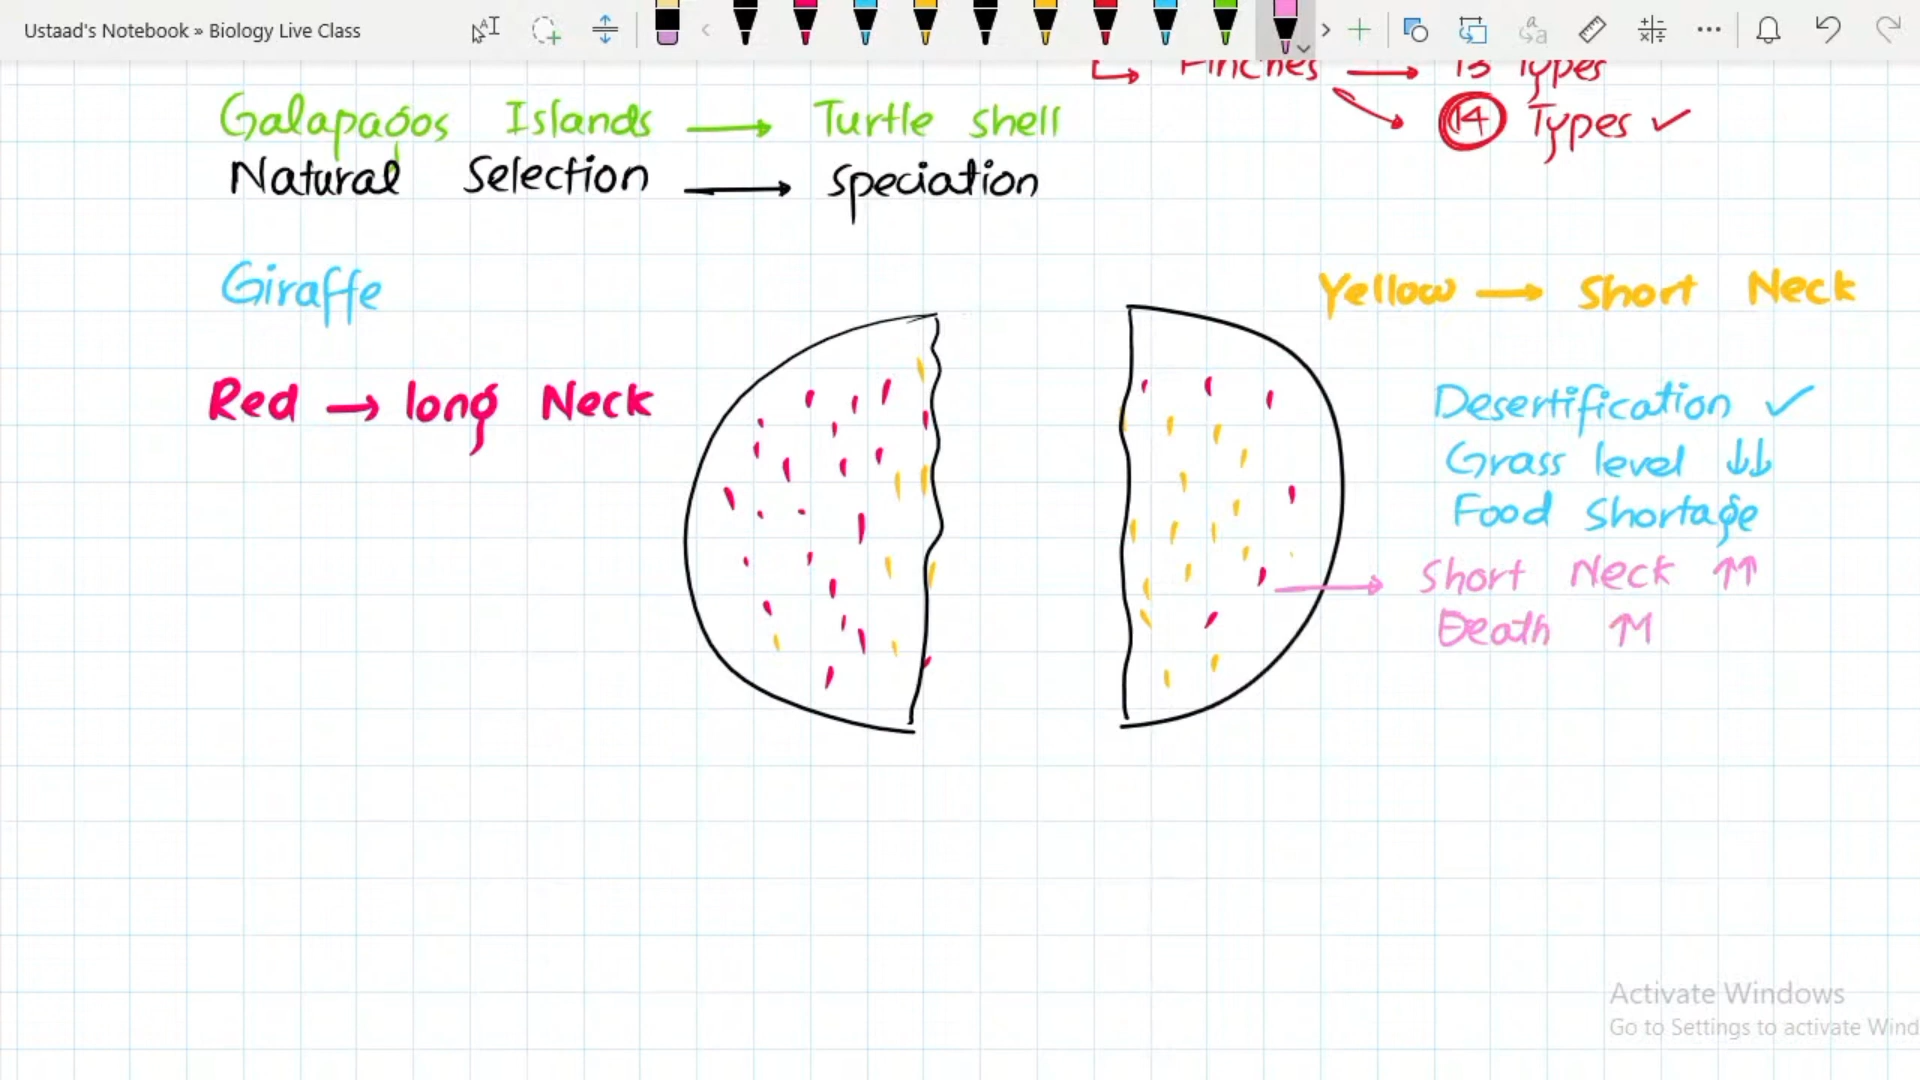 Ustaad's Notebook » Biology Live Class
Finches → 13 Types
14 Types ✓
Galapagos Islands → Turtle shell
Natural Selection → Speciation
Giraffe
Yellow → Short Neck
Red → long Neck
Desertification ✓
Grass level ↓↓
Food Shortage
Short Neck ↑↑
Death ↑↑
Activate Windows
Go to Settings to activate Wind